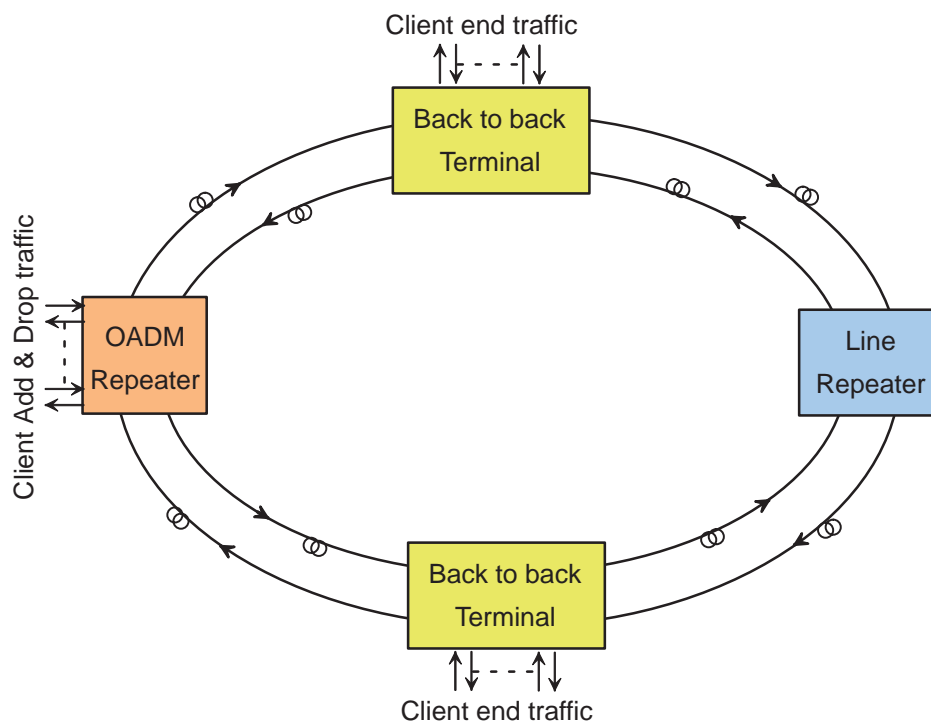 Client end traffic
Back to back
Terminal
Client Add & Drop traffic
OADM
Repeater
Line
Repeater
Back to back
Terminal
Client end traffic